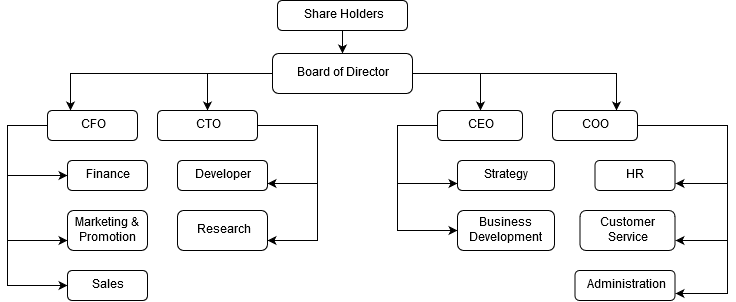 Share Holders
Board of Director
CFO
CTO
CEO
COO
Finance
Developer
Strategy
HR
Marketing &
Promotion
Research
Business
Development
Customer
Service
Sales
Administration